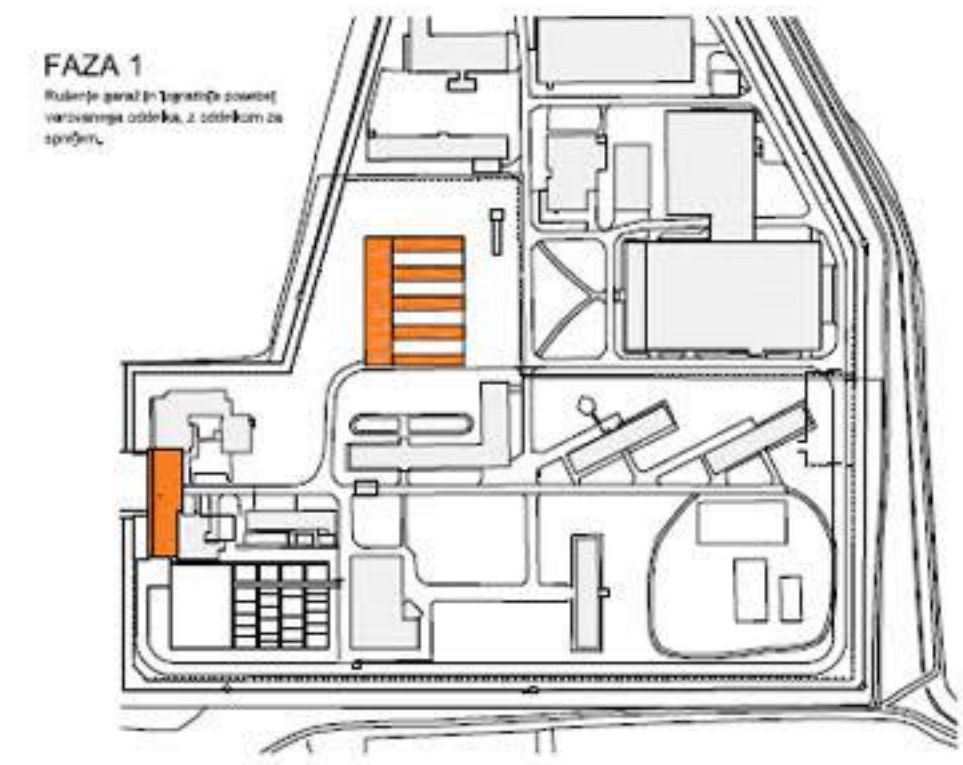 FAZA 1
Rušenje garaž in izgradnja posebej
varovanega oddelka, z oddelkom za
sprejem.